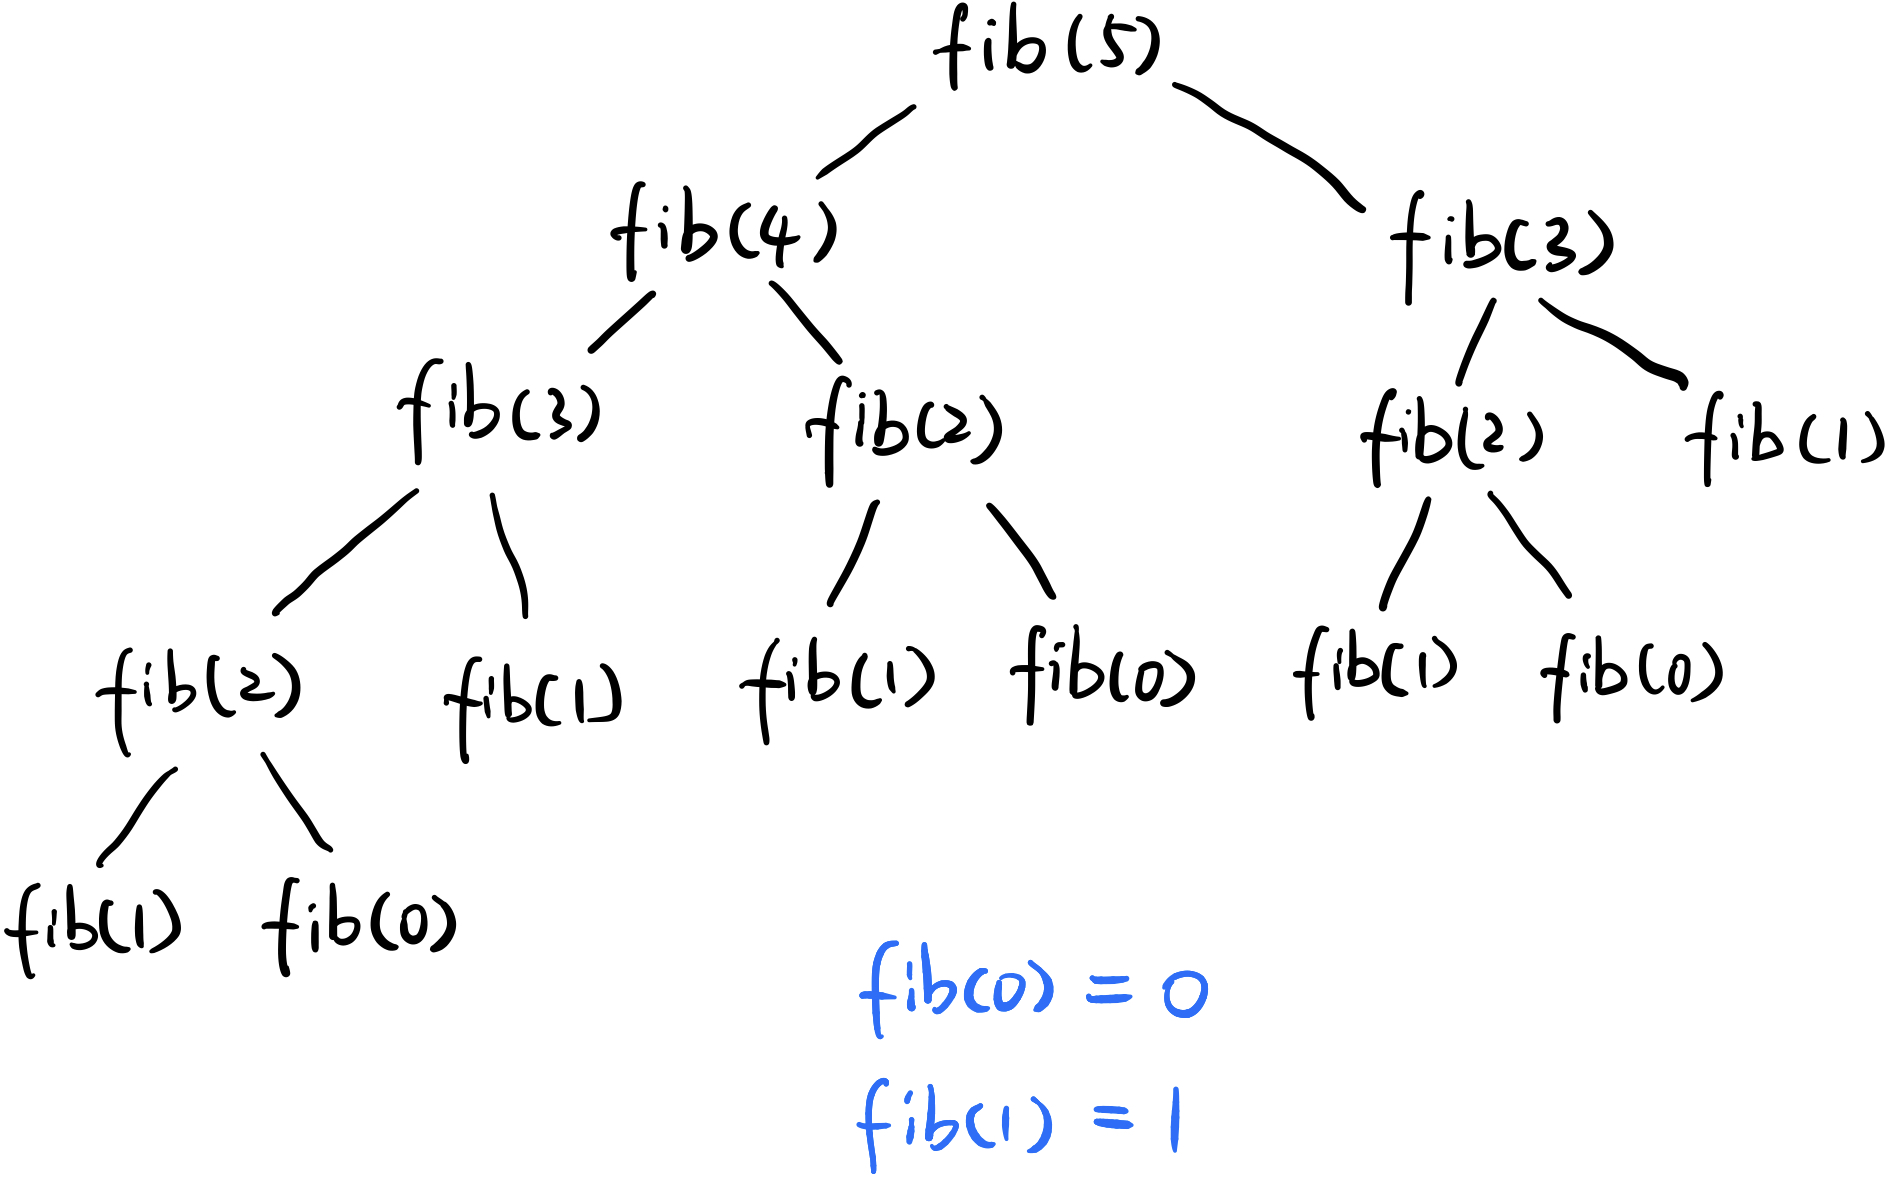 fib(5)
fib(4) fib(3)
fib(3) fib(2) fib(2) fib(1)
fib(2) fib(1) fib(1) fib(0) fib(1) fib(0)
fib(1) fib(0)
fib(0) = 0
fib(1) = 1